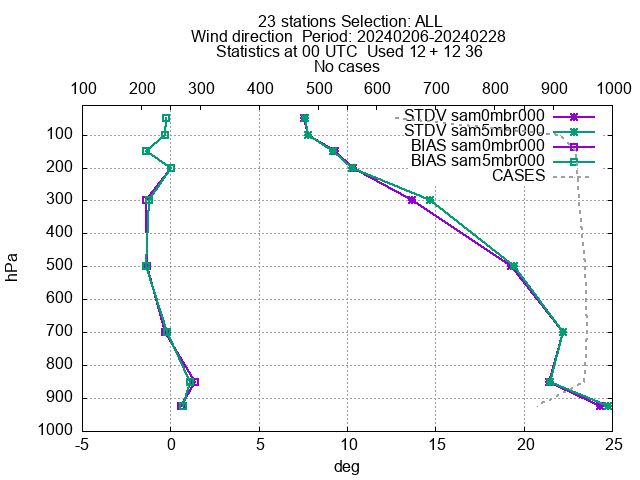 23 stations Selection: ALL
Wind direction  Period: 20240206-20240228
Statistics at 00 UTC  Used 12 + 12 36
No cases
100 200 300 400 500 600 700 800 900 1000
STDV sam0mbr000
STDV sam5mbr000
BIAS sam0mbr000
BIAS sam5mbr000
CASES
100
200
300
400
500
600
700
800
900
1000
hPa
-5 0 5 10 15 20 25
deg